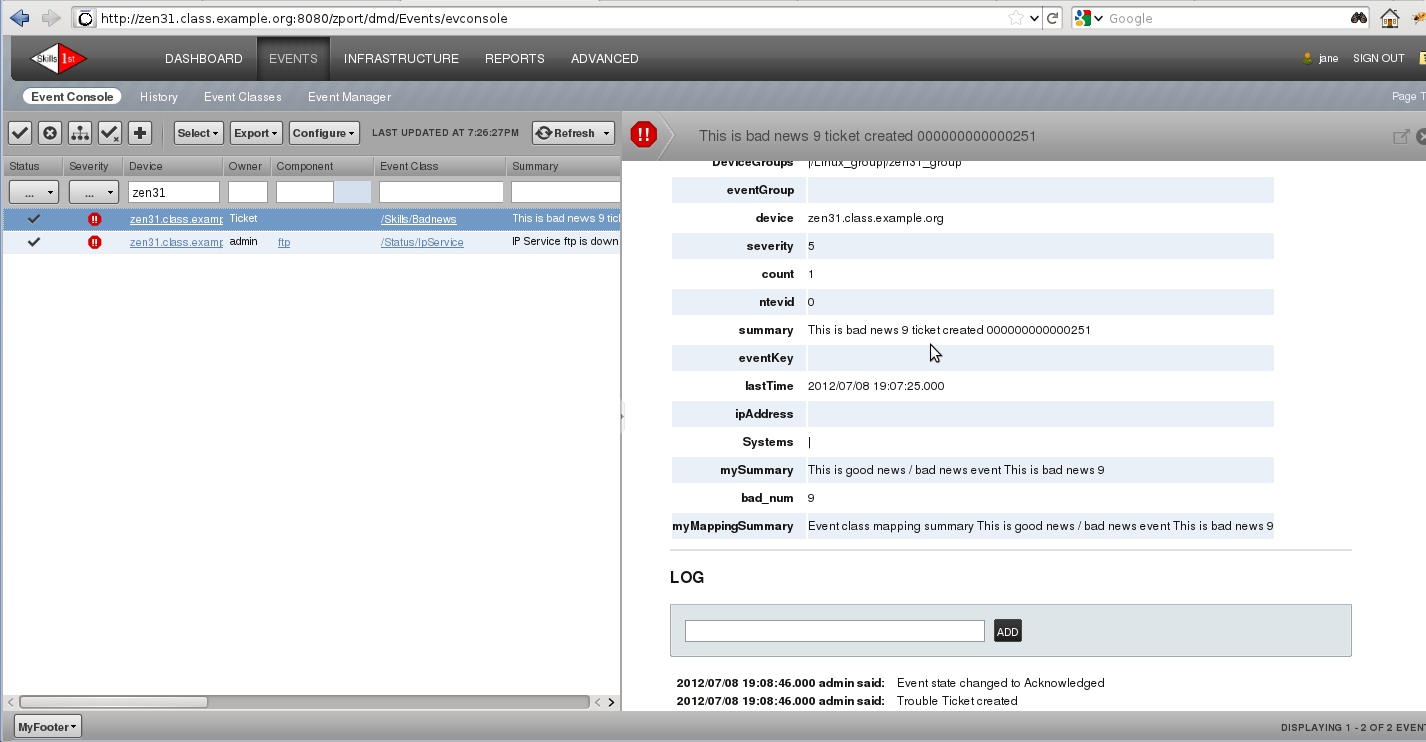 http://zen31.class.example.org:8080/zport/dmd/Events/evconsole
Google
Skills 1st
DASHBOARD EVENTS INFRASTRUCTURE REPORTS ADVANCED
jane SIGN OUT
Event Console History Event Classes Event Manager
Page T
Select Export Configure LAST UPDATED AT 7:26:27PM Refresh
This is bad news 9 ticket created 000000000000251
Status Severity Device Owner Component Event Class Summary
... ... zen31
zen31.class.examp Ticket /Skills/Badnews This is bad news 9 tick
zen31.class.examp admin ftp /Status/IpService IP Service ftp is down
DeviceGroups |/Linux_group|/zen31_group
eventGroup
device zen31.class.example.org
severity 5
count 1
ntevid 0
summary This is bad news 9 ticket created 000000000000251
eventKey
lastTime 2012/07/08 19:07:25.000
ipAddress
Systems |
mySummary This is good news / bad news event This is bad news 9
bad_num 9
myMappingSummary Event class mapping summary This is good news / bad news event This is bad news 9
LOG
ADD
2012/07/08 19:08:46.000 admin said: Event state changed to Acknowledged
2012/07/08 19:08:46.000 admin said: Trouble Ticket created
MyFooter
DISPLAYING 1 - 2 OF 2 EVENT